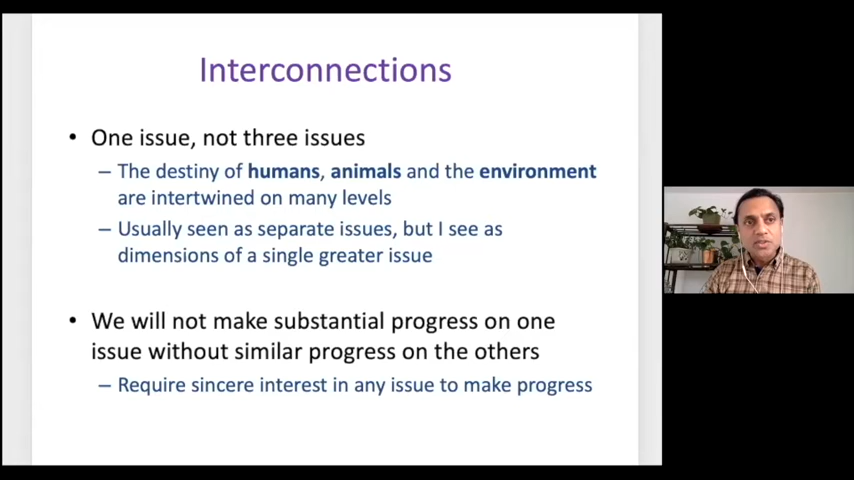 Interconnections
• One issue, not three issues
– The destiny of humans, animals and the environment
are intertwined on many levels
– Usually seen as separate issues, but I see as
dimensions of a single greater issue
• We will not make substantial progress on one
issue without similar progress on the others
– Require sincere interest in any issue to make progress